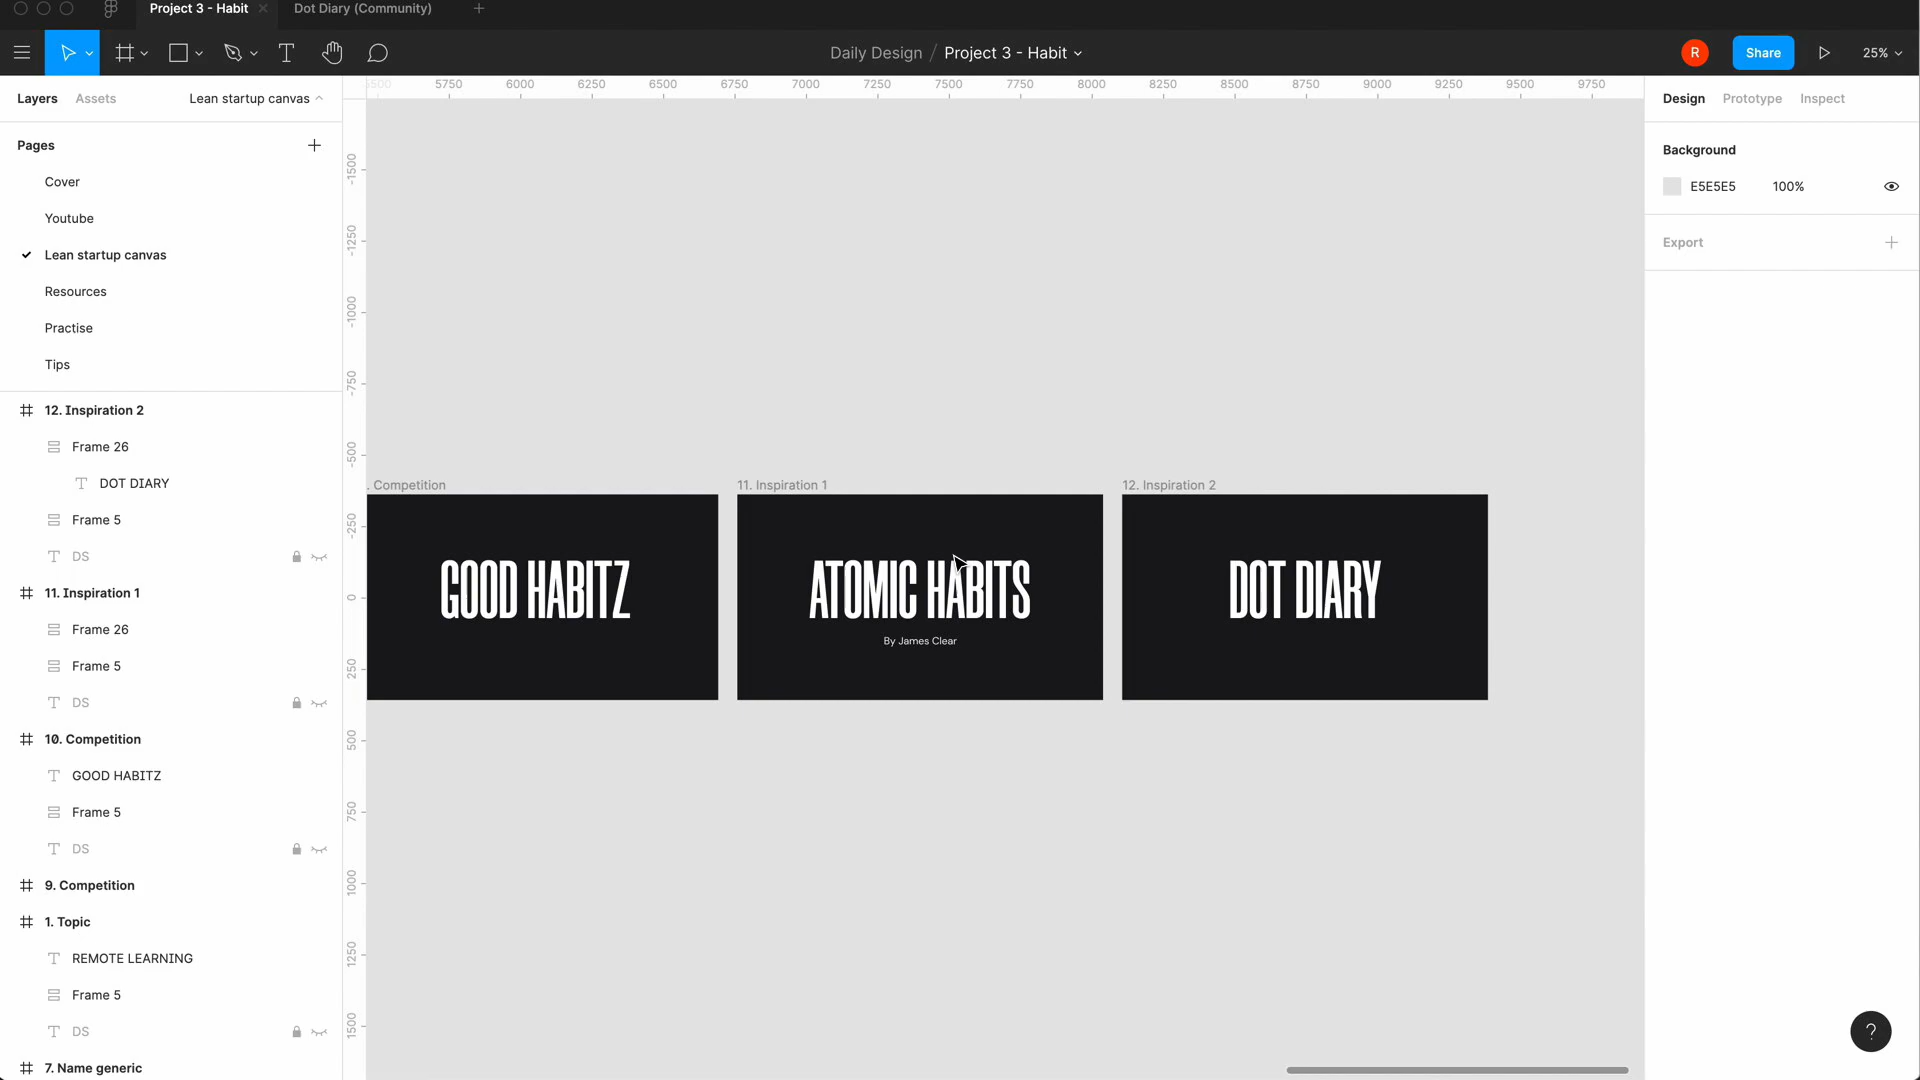 Project 3 - Habit
Dot Diary (Community)
Daily Design / Project 3 - Habit
R
Share
25%
Layers
Assets
Lean startup canvas
Pages
Cover
Youtube
Lean startup canvas
Resources
Practise
Tips
12. Inspiration 2
Frame 26
DOT DIARY
Frame 5
DS
11. Inspiration 1
Frame 26
Frame 5
DS
10. Competition
GOOD HABITZ
Frame 5
DS
9. Competition
1. Topic
REMOTE LEARNING
Frame 5
DS
7. Name generic
5500 5750 6000 6250 6500 6750 7000 7250 7500 7750 8000 8250 8500 8750 9000 9250 9500 9750
-1500
-1250
-1000
-750
-500
-250
0
250
500
750
1000
1250
1500
. Competition
GOOD HABITZ
11. Inspiration 1
ATOMIC HABITS
By James Clear
12. Inspiration 2
DOT DIARY
Design
Prototype
Inspect
Background
E5E5E5
100%
Export
?